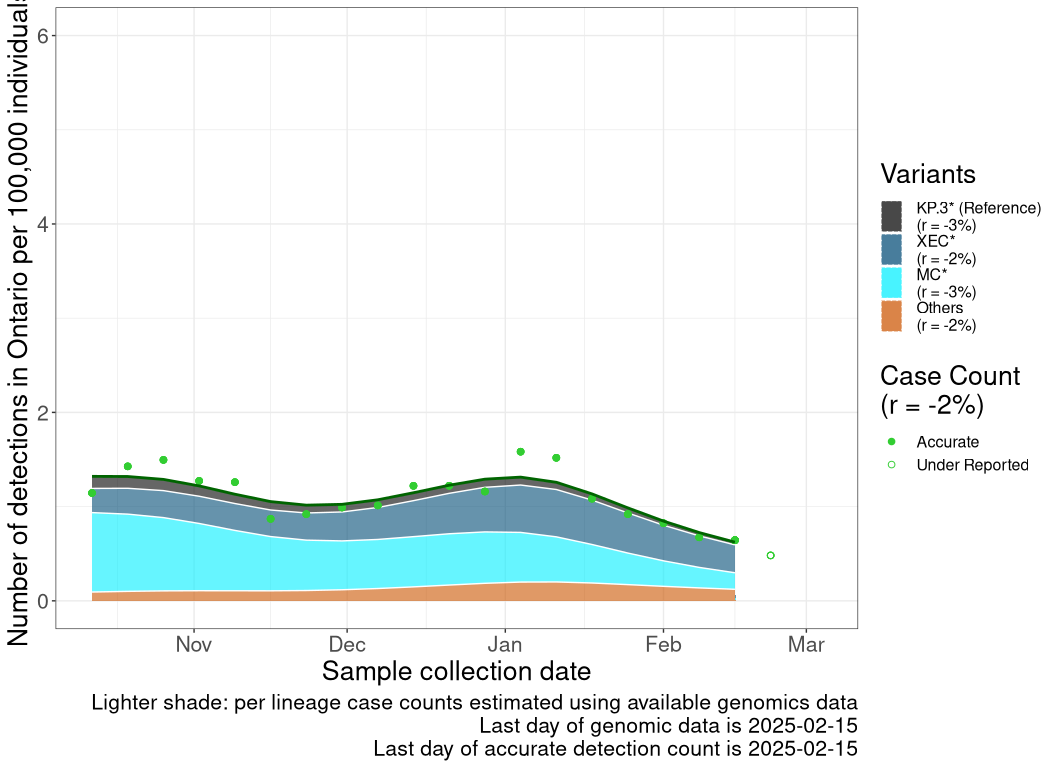 Number of detections in Ontario per 100,000 individuals
6
4
2
0
Nov
Dec
Jan
Feb
Mar
Sample collection date
Lighter shade: per lineage case counts estimated using available genomics data
Last day of genomic data is 2025-02-15
Last day of accurate detection count is 2025-02-15
Variants
KP.3* (Reference)
(r = -3%)
XEC*
(r = -2%)
MC*
(r = -3%)
Others
(r = -2%)
Case Count
(r = -2%)
Accurate
Under Reported